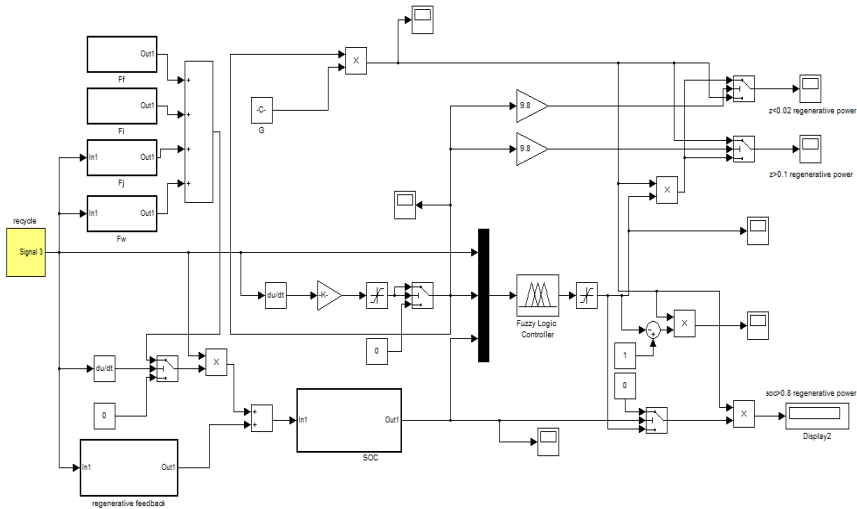 Out1
Ff
Out1
Fi
In1 Out1
Fj
In1 Out1
Fw
+
+
+
+
recycle
Signal 3
du/dt
0
X
In1 Out1
regenerative feedback
+
+
In1 Out1
SOC
-C-
G
X
du/dt
-K-
0
9.8
9.8
Fuzzy Logic
Controller
X
z<0.02 regenerative power
z>0.1 regenerative power
1
-
+
X
0
X
soc>0.8 regenerative power
Display2